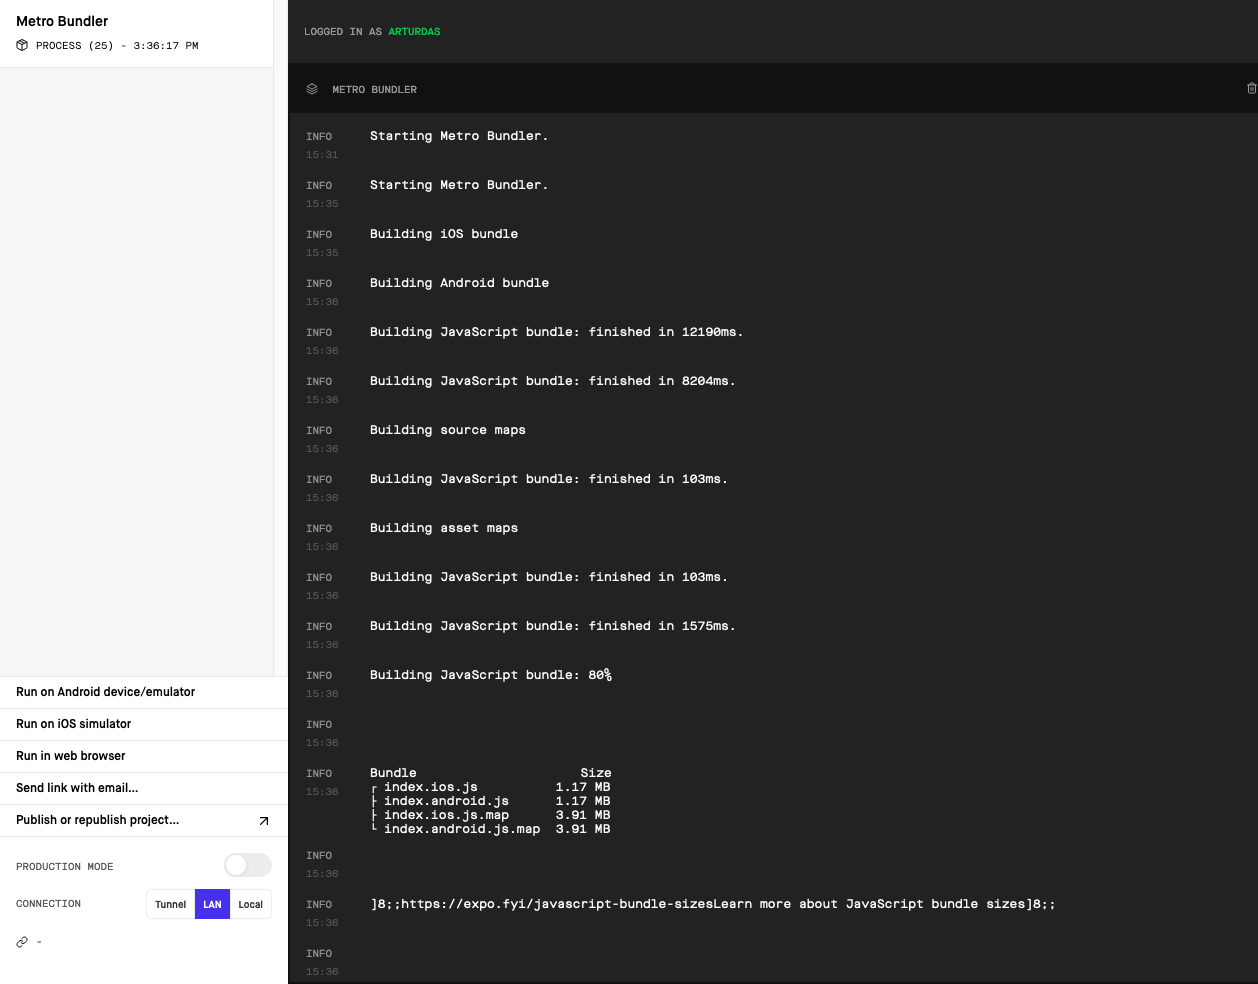 Metro Bundler
PROCESS (25) - 3:36:17 PM
Run on Android device/emulator
Run on iOS simulator
Run in web browser
Send link with email...
Publish or republish project...
PRODUCTION MODE
CONNECTION
Tunnel
LAN
Local
-
LOGGED IN AS ARTURDAS
METRO BUNDLER
INFO Starting Metro Bundler.
15:31
INFO Starting Metro Bundler.
15:35
INFO Building iOS bundle
15:35
INFO Building Android bundle
15:36
INFO Building JavaScript bundle: finished in 12190ms.
15:36
INFO Building JavaScript bundle: finished in 8204ms.
15:36
INFO Building source maps
15:36
INFO Building JavaScript bundle: finished in 103ms.
15:36
INFO Building asset maps
15:36
INFO Building JavaScript bundle: finished in 103ms.
15:36
INFO Building JavaScript bundle: finished in 1575ms.
15:36
INFO Building JavaScript bundle: 80%
15:36
INFO
15:36
INFO Bundle Size
┌ index.ios.js 1.17 MB
15:36
├ index.android.js 1.17 MB
├ index.ios.js.map 3.91 MB
└ index.android.js.map 3.91 MB
INFO
15:36
INFO ]8;;https://expo.fyi/javascript-bundle-sizesLearn more about JavaScript bundle sizes]8;;
15:36
INFO
15:36